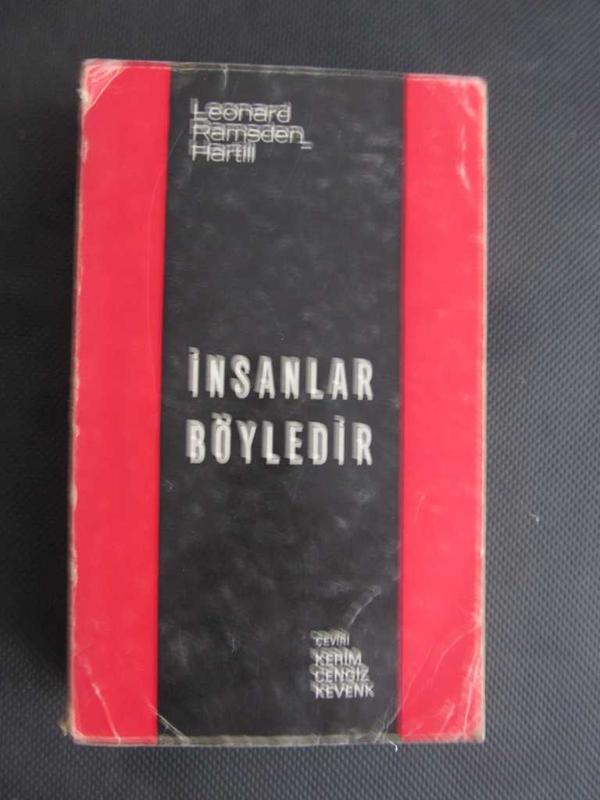 Leonard
Ramsden
Hartill
İNSANLAR
BÖYLEDİR
ÇEVİRİ
KERİM
CENGİZ
KEVENK